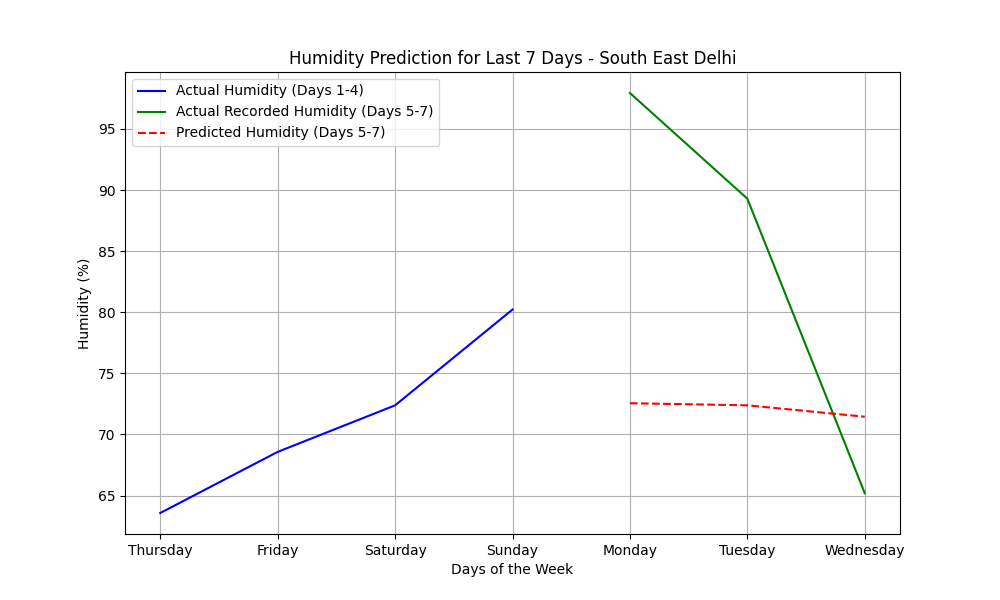 Humidity Prediction for Last 7 Days - South East Delhi
Actual Humidity (Days 1-4)
Actual Recorded Humidity (Days 5-7)
Predicted Humidity (Days 5-7)
95
90
85
80
75
70
65
Humidity (%)
Thursday Friday Saturday Sunday Monday Tuesday Wednesday
Days of the Week